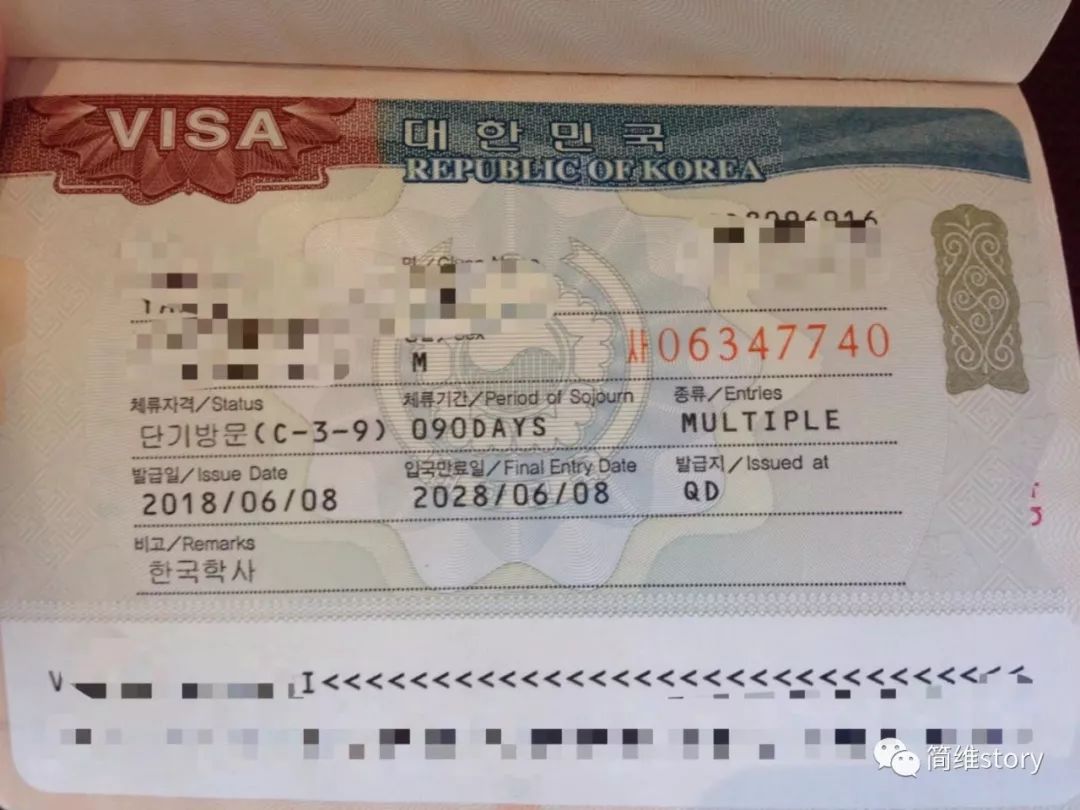 VISA
대한민국
REPUBLIC OF KOREA
M
사06347740
체류자격/Status
체류기간/Period of Sojourn
종류/Entries
단기방문(C-3-9)
090DAYS
MULTIPLE
발급일/Issue Date
입국만료일/Final Entry Date
발급지/Issued at
2018/06/08
2028/06/08
QD
비고/Remarks
한국학사
V
I<<<<<<<<<<<<<<<<<<<<<<<<<<<<<<
简维story